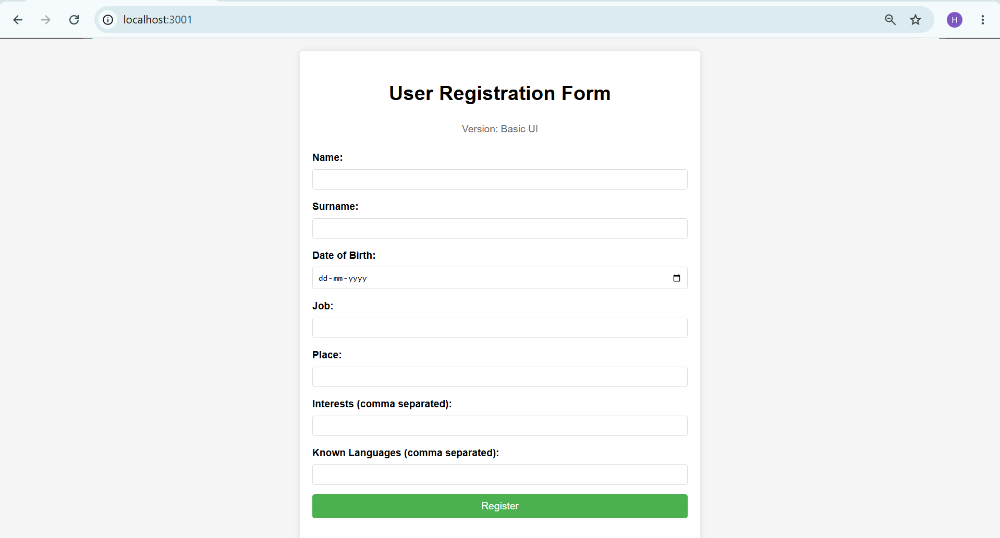 localhost:3001
H
User Registration Form
Version: Basic UI
Name:
Surname:
Date of Birth:
dd-mm-yyyy
Job:
Place:
Interests (comma separated):
Known Languages (comma separated):
Register